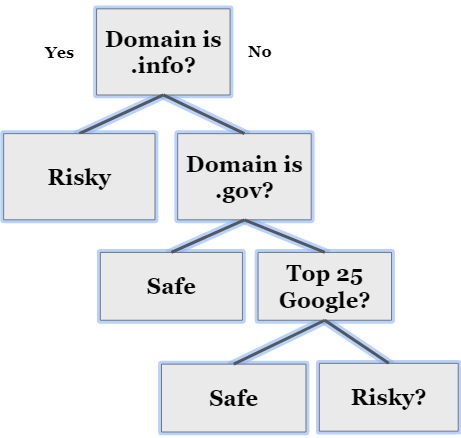 Yes
Domain is
.info?
No
Risky
Domain is
.gov?
Safe
Top 25
Google?
Safe
Risky?